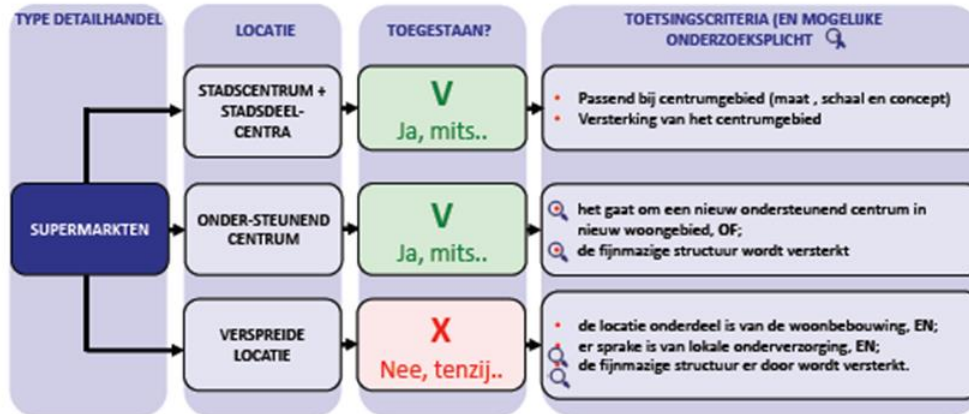 TYPE DETAILHANDEL
LOCATIE
TOEGESTAAN?
TOETSINGSCRITERIA (EN MOGELIJKE
ONDERZOEKSPLICHT
SUPERMARKTEN
STADSCENTRUM +
STADSDEEL-
CENTRA
V
Ja, mits..
• Passend bij centrumgebied (maat , schaal en concept)
• Versterking van het centrumgebied
ONDER-STEUNEND
CENTRUM
V
Ja, mits..
• het gaat om een nieuw ondersteunend centrum in
nieuw woongebied, OF;
• de fijnmazige structuur wordt versterkt
VERSPREIDE
LOCATIE
X
Nee, tenzij..
• de locatie onderdeel is van de woonbebouwing, EN;
• er sprake is van lokale onderverzorging, EN;
de fijnmazige structuur er door wordt versterkt.